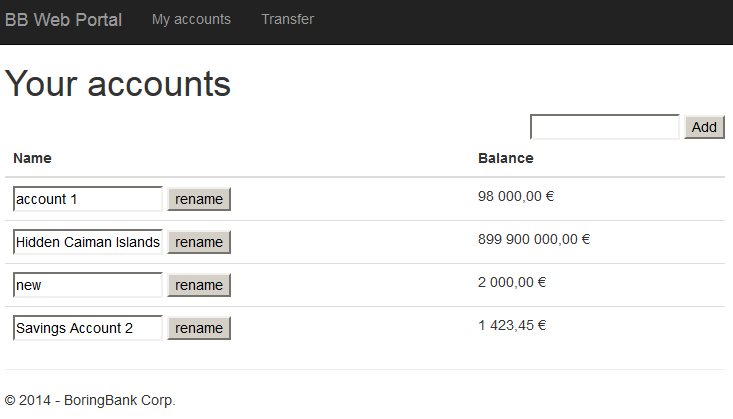 BB Web Portal My accounts Transfer
Your accounts
Add
Name Balance
account 1 rename 98 000,00 €
Hidden Caiman Islands rename 899 900 000,00 €
new rename 2 000,00 €
Savings Account 2 rename 1 423,45 €
© 2014 - BoringBank Corp.